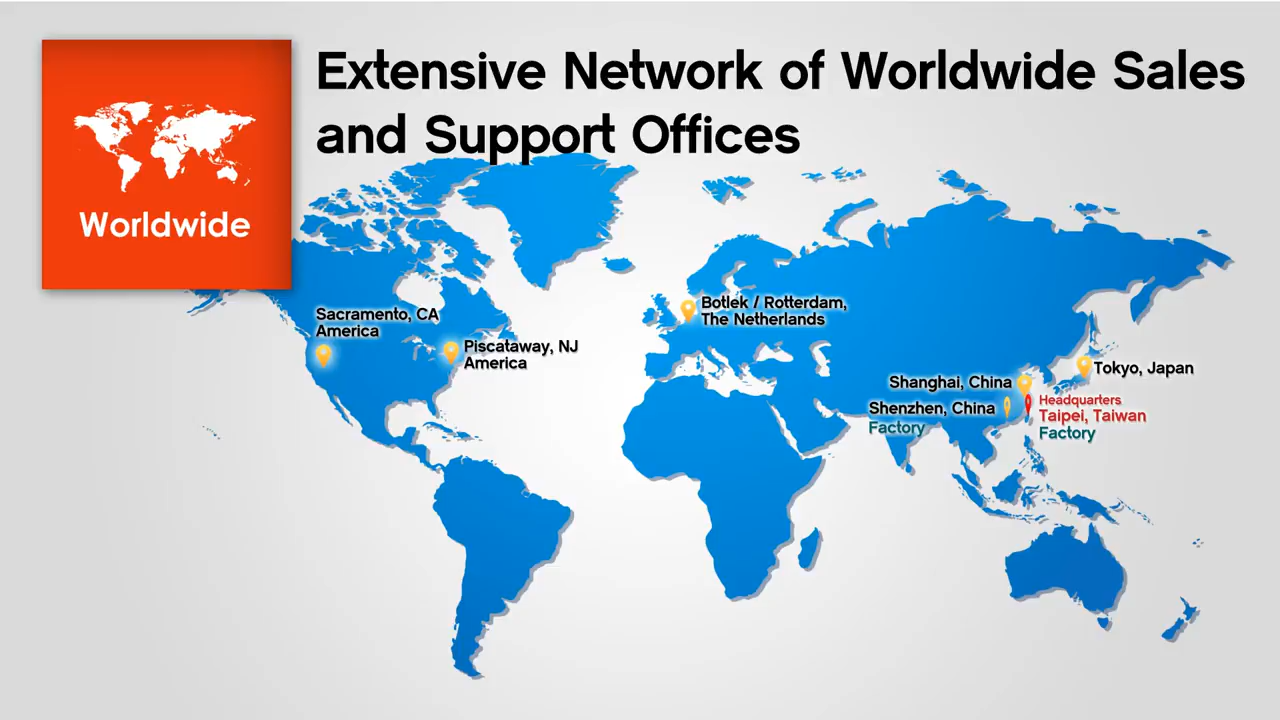 Extensive Network of Worldwide Sales
and Support Offices
Worldwide
Sacramento, CA
America
Piscataway, NJ
America
Botlek / Rotterdam,
The Netherlands
Shanghai, China
Shenzhen, China
Factory
Tokyo, Japan
Headquarters
Taipei, Taiwan
Factory